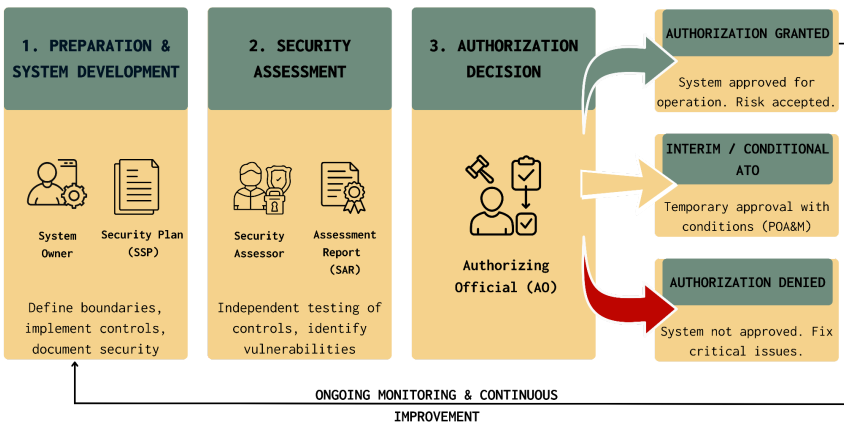 1. PREPARATION &
SYSTEM DEVELOPMENT
System
Owner
Security Plan
(SSP)
Define boundaries,
implement controls,
document security
2. SECURITY
ASSESSMENT
Security
Assessor
Assessment
Report
(SAR)
Independent testing of
controls, identify
vulnerabilities
3. AUTHORIZATION
DECISION
Authorizing
Official (AO)
AUTHORIZATION GRANTED
System approved for
operation. Risk accepted.
INTERIM / CONDITIONAL
ATO
Temporary approval with
conditions (POA&M)
AUTHORIZATION DENIED
System not approved. Fix
critical issues.
ONGOING MONITORING & CONTINUOUS
IMPROVEMENT